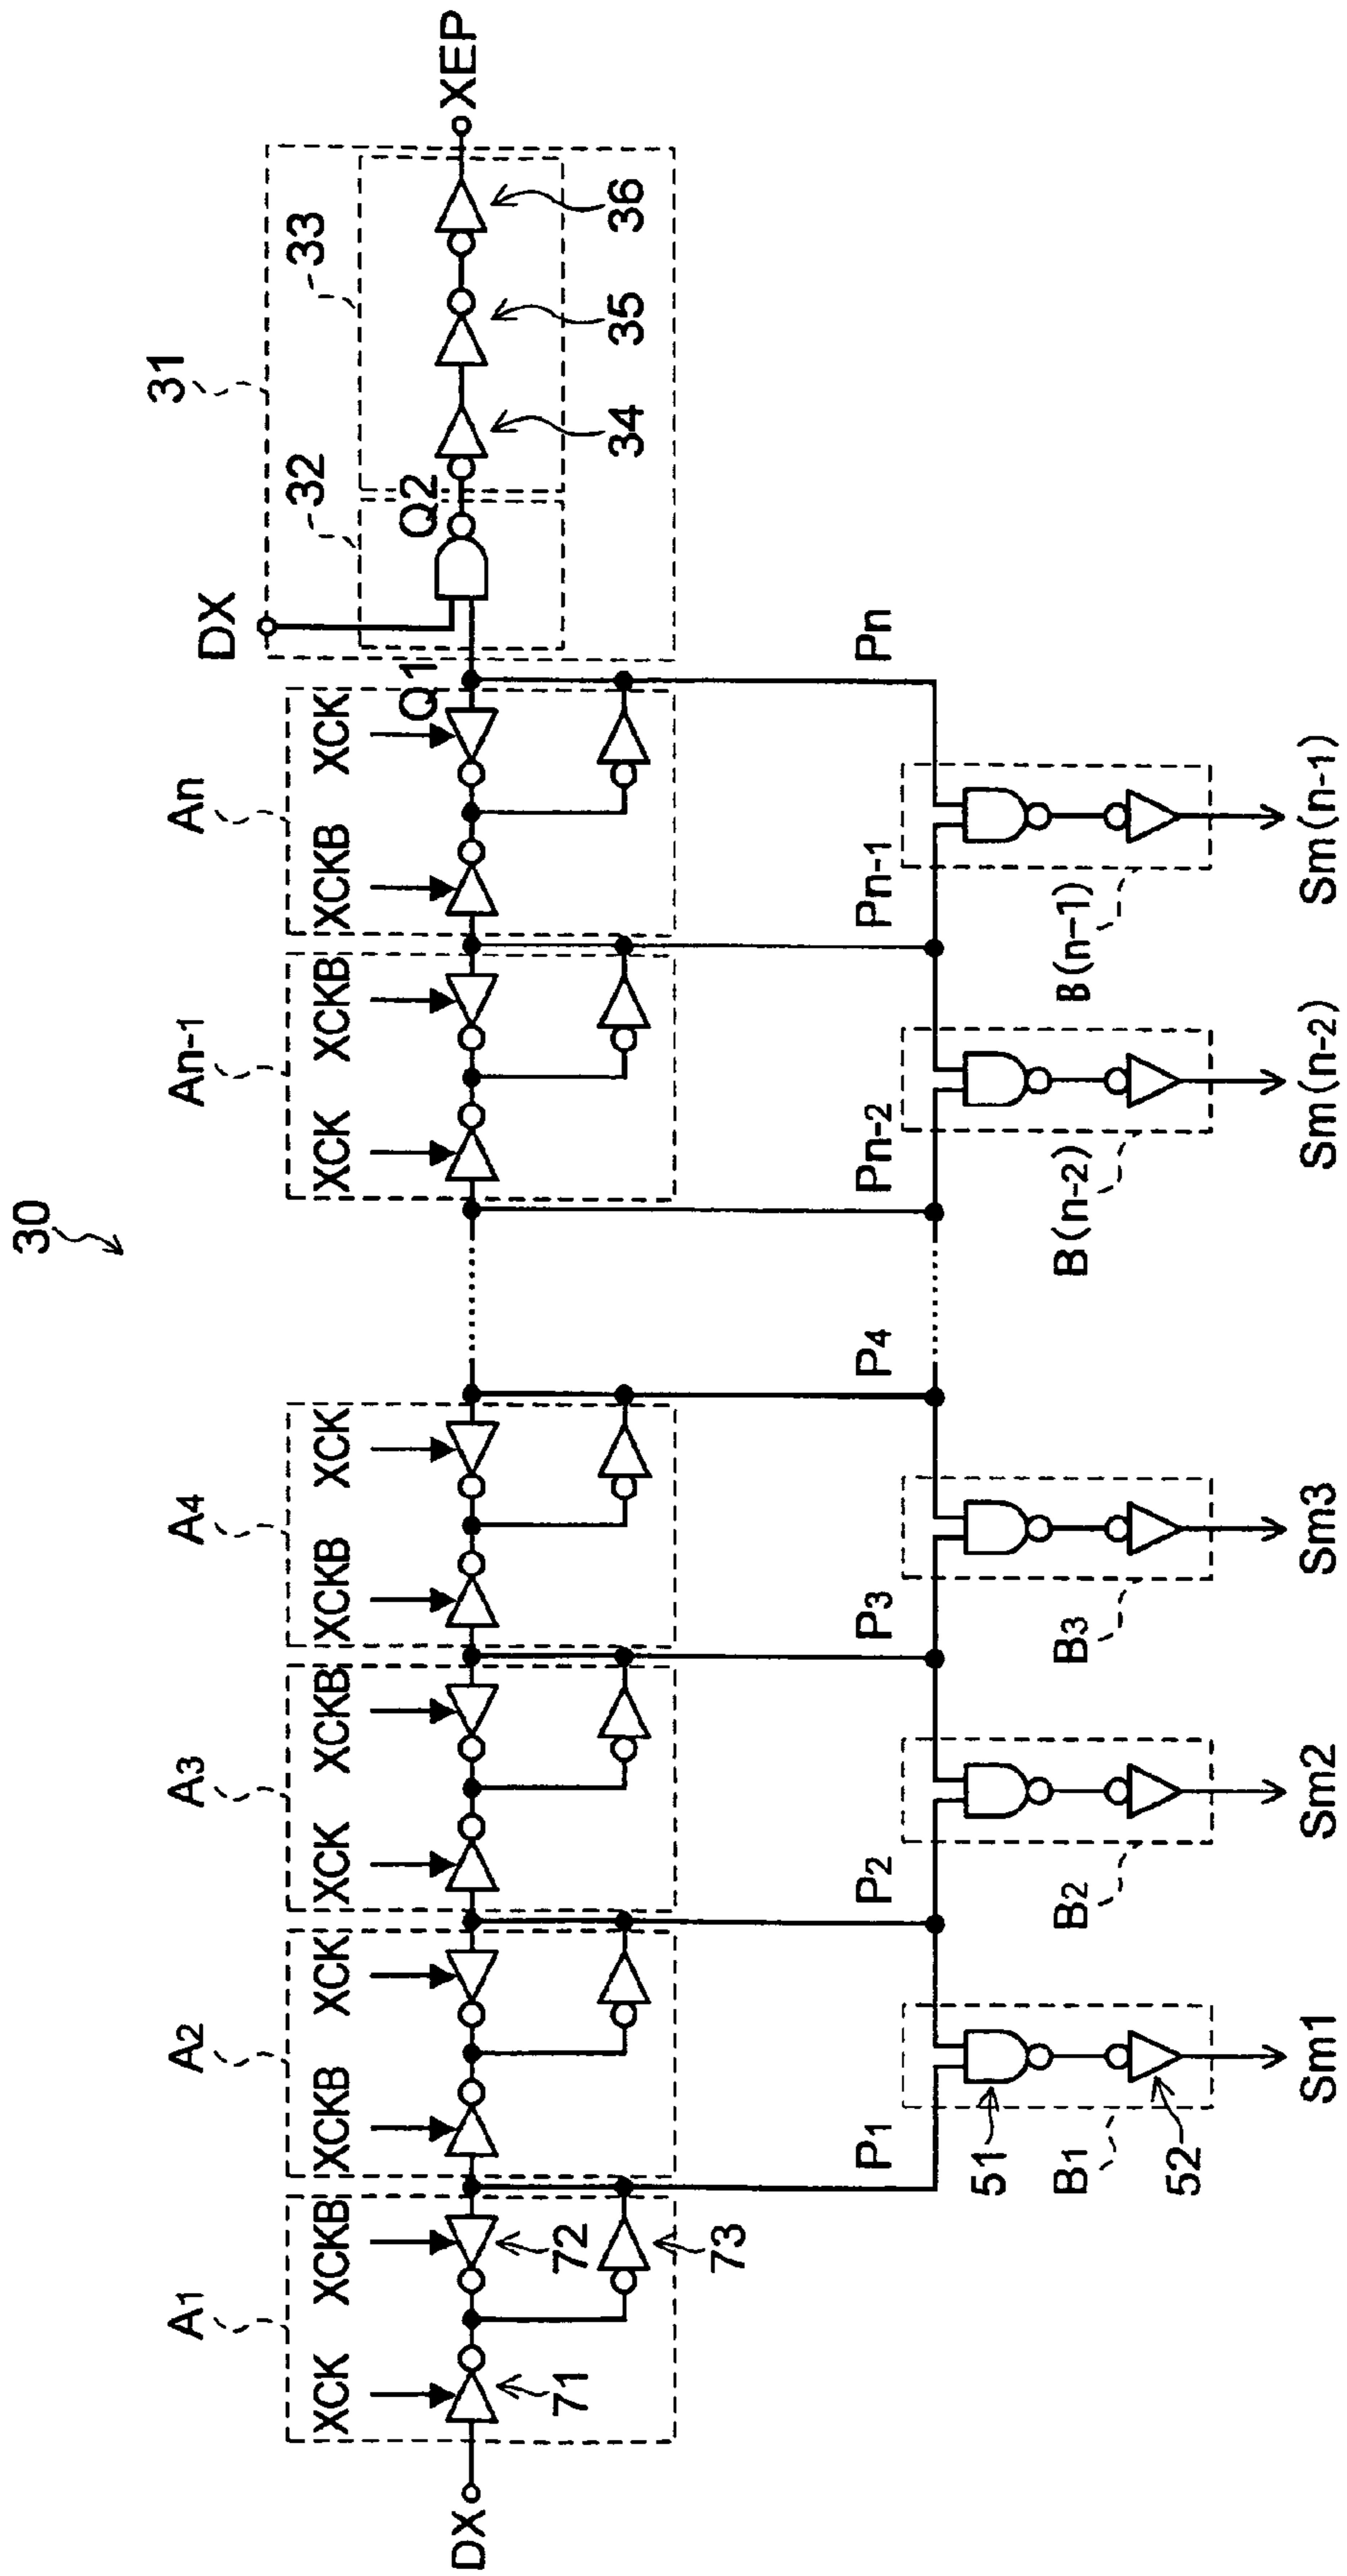 30
31
32
33
DX
Q1
Q2
34
35
36
XEP
A1
A2
A3
A4
An-1
An
XCK
XCKB
XCKB
XCK
XCK
XCKB
XCKB
XCK
XCK
XCKB
XCKB
XCK
DX
71
72
73
P1
P2
P3
P4
Pn-2
Pn-1
Pn
51
52
B1
B2
B3
B(n-2)
B(n-1)
Sm1
Sm2
Sm3
Sm(n-2)
Sm(n-1)